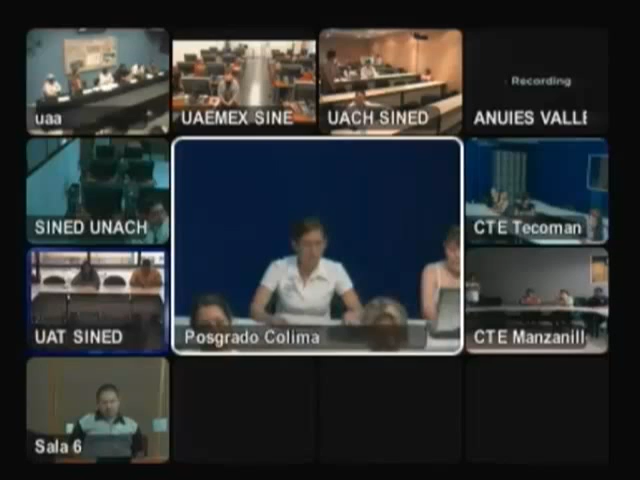 uaa
UAEMEX SINE
UACH SINED
Recording
ANUIES VALLE
SINED UNACH
CTE Tecoman
UAT SINED
Posgrado Colima
CTE Manzanill
Sala 6